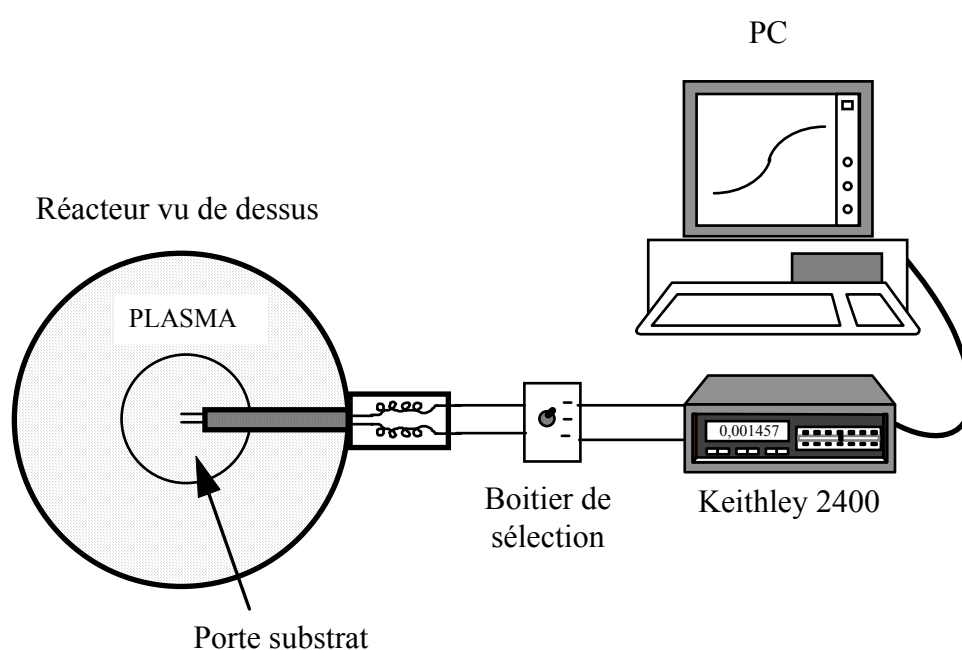 PC
Réacteur vu de dessus
PLASMA
0,001457
Boitier de
sélection
Keithley 2400
Porte substrat